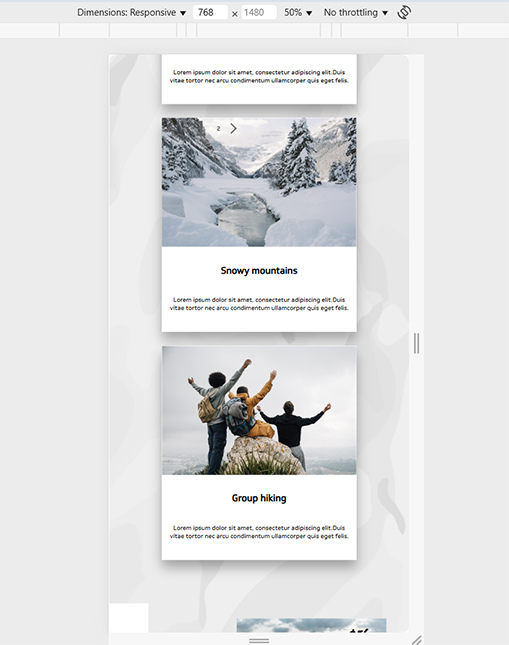 Dimensions: Responsive 768 × 1480 50% No throttling
Lorem ipsum dolor sit amet, consectetur adipiscing elit.Duis
vitae tortor nec arcu condimentum ullamcorper quis eget felis.
2
Snowy mountains
Lorem ipsum dolor sit amet, consectetur adipiscing elit.Duis
vitae tortor nec arcu condimentum ullamcorper quis eget felis.
Group hiking
Lorem ipsum dolor sit amet, consectetur adipiscing elit.Duis
vitae tortor nec arcu condimentum ullamcorper quis eget felis.